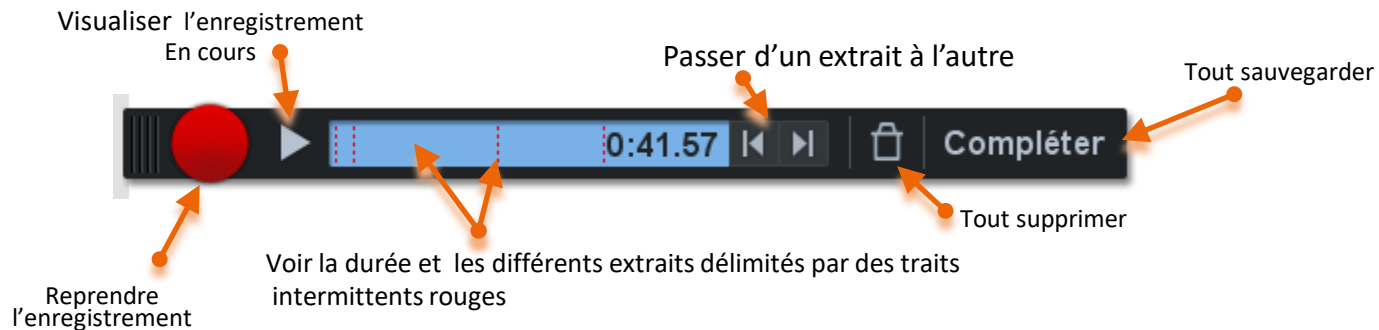 Visualiser l’enregistrement
En cours
Passer d’un extrait à l’autre
Tout sauvegarder
0:41.57
Compléter
Tout supprimer
Voir la durée et les différents extraits délimités par des traits
intermittents rouges
Reprendre
l’enregistrement